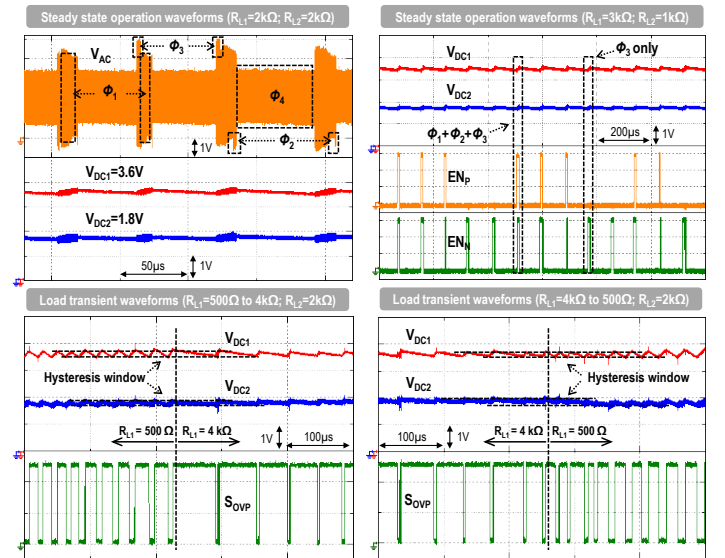 Steady state operation waveforms (RL1=2kΩ; RL2=2kΩ)
VAC
Φ3
Φ1
Φ4
Φ2
1V
VDC1=3.6V
VDC2=1.8V
50µs
1V
Steady state operation waveforms (RL1=3kΩ; RL2=1kΩ)
Φ3 only
VDC1
VDC2
Φ1+Φ2+Φ3
200µs
1V
ENP
ENN
Load transient waveforms (RL1=500Ω to 4kΩ; RL2=2kΩ)
VDC1
Hysteresis window
VDC2
RL1 = 500 Ω
RL1 = 4 kΩ
1V
100µs
SOVP
Load transient waveforms (RL1=4kΩ to 500Ω; RL2=2kΩ)
VDC1
VDC2
Hysteresis window
100µs
1V
RL1 = 4 kΩ
RL1 = 500 Ω
SOVP